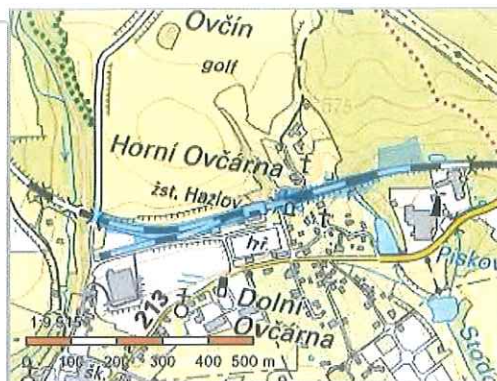 Ovčín
golf
575
Horní Ovčárna
žst. Hazlov
hř.
213
Dolní
Ovčárna
Pískov
Stod
1:9 515
0 100 200 300 400 500 m
šk.